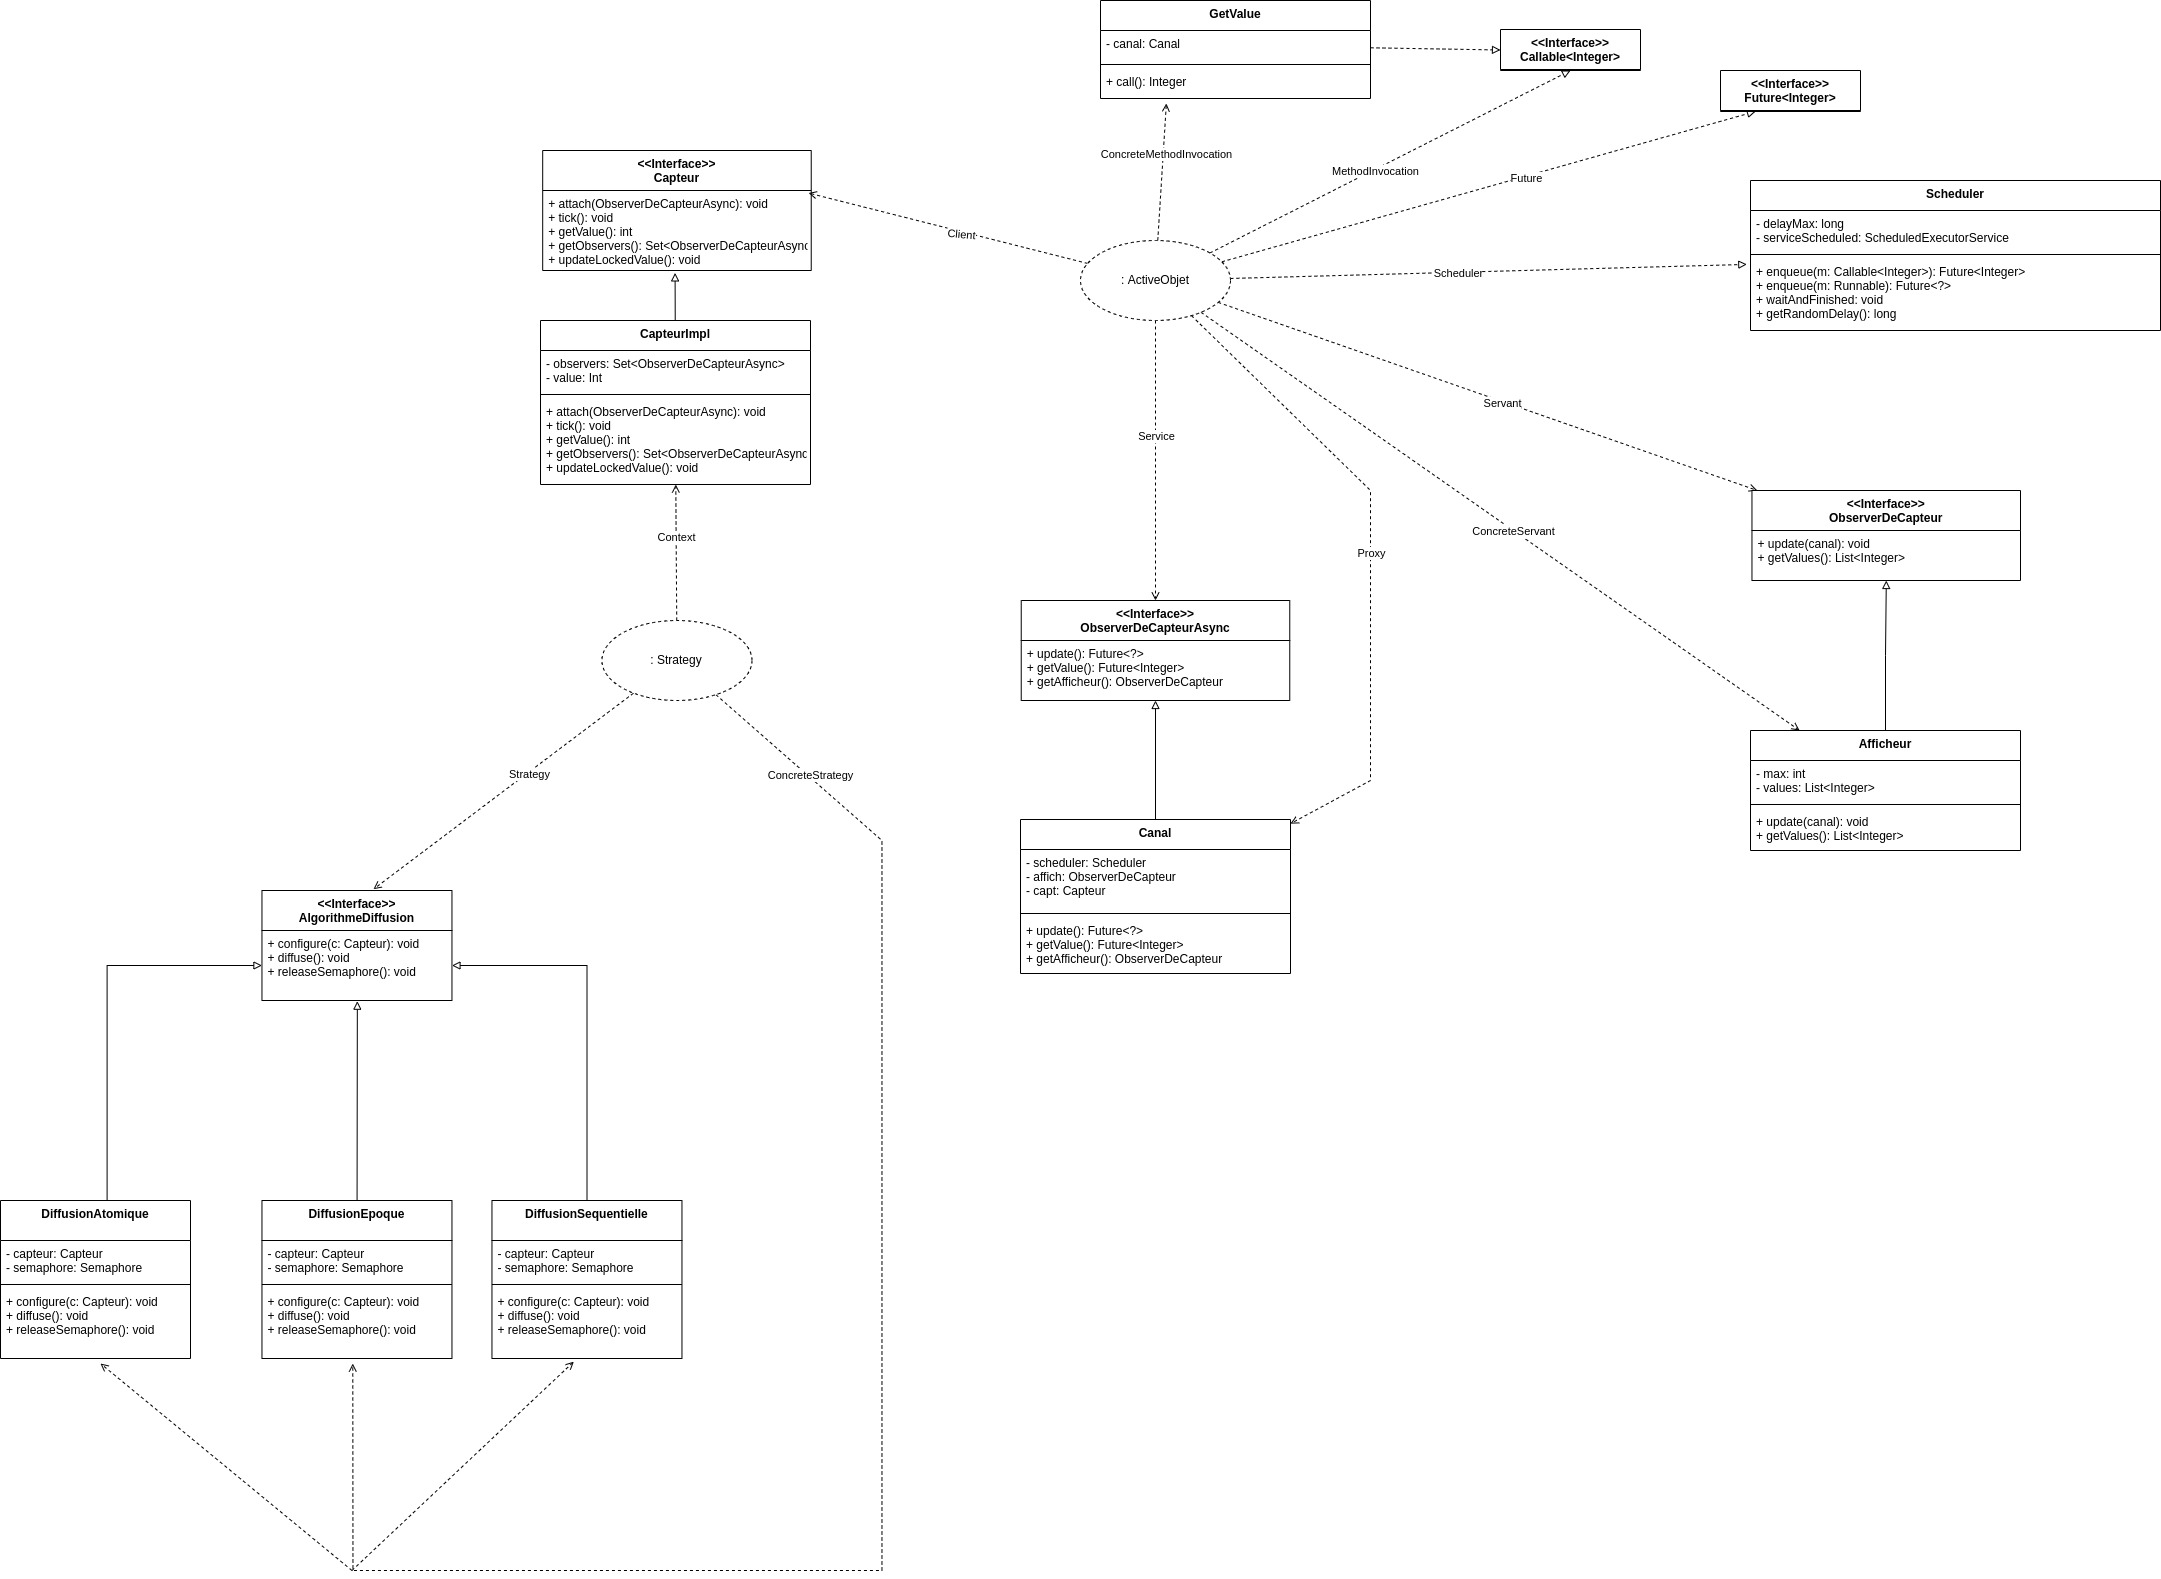 GetValue
- canal: Canal
+ call(): Integer
<<Interface>>
Callable<Integer>
<<Interface>>
Future<Integer>
ConcreteMethodInvocation
MethodInvocation
Future
<<Interface>>
Capteur
+ attach(ObserverDeCapteurAsync): void
+ tick(): void
+ getValue(): int
+ getObservers(): Set<ObserverDeCapteurAsync
+ updateLockedValue(): void
Client
: ActiveObjet
Scheduler
Scheduler
- delayMax: long
- serviceScheduled: ScheduledExecutorService
+ enqueue(m: Callable<Integer>): Future<Integer>
+ enqueue(m: Runnable): Future<?>
+ waitAndFinished: void
+ getRandomDelay(): long
CapteurImpl
- observers: Set<ObserverDeCapteurAsync>
- value: Int
+ attach(ObserverDeCapteurAsync): void
+ tick(): void
+ getValue(): int
+ getObservers(): Set<ObserverDeCapteurAsync
+ updateLockedValue(): void
Service
Servant
Proxy
ConcreteServant
<<Interface>>
ObserverDeCapteur
+ update(canal): void
+ getValues(): List<Integer>
Context
: Strategy
<<Interface>>
ObserverDeCapteurAsync
+ update(): Future<?>
+ getValue(): Future<Integer>
+ getAfficheur(): ObserverDeCapteur
Afficheur
- max: int
- values: List<Integer>
+ update(canal): void
+ getValues(): List<Integer>
Strategy
ConcreteStrategy
Canal
- scheduler: Scheduler
- affich: ObserverDeCapteur
- capt: Capteur
+ update(): Future<?>
+ getValue(): Future<Integer>
+ getAfficheur(): ObserverDeCapteur
<<Interface>>
AlgorithmeDiffusion
+ configure(c: Capteur): void
+ diffuse(): void
+ releaseSemaphore(): void
DiffusionAtomique
- capteur: Capteur
- semaphore: Semaphore
+ configure(c: Capteur): void
+ diffuse(): void
+ releaseSemaphore(): void
DiffusionEpoque
- capteur: Capteur
- semaphore: Semaphore
+ configure(c: Capteur): void
+ diffuse(): void
+ releaseSemaphore(): void
DiffusionSequentielle
- capteur: Capteur
- semaphore: Semaphore
+ configure(c: Capteur): void
+ diffuse(): void
+ releaseSemaphore(): void